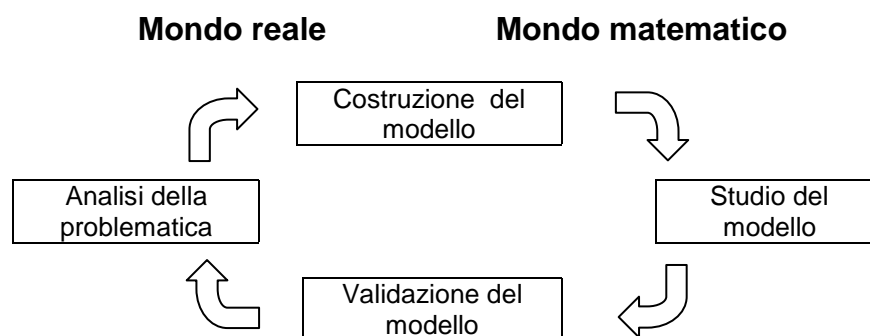 Mondo reale
Mondo matematico
Costruzione del
modello
Analisi della
problematica
Studio del
modello
Validazione del
modello